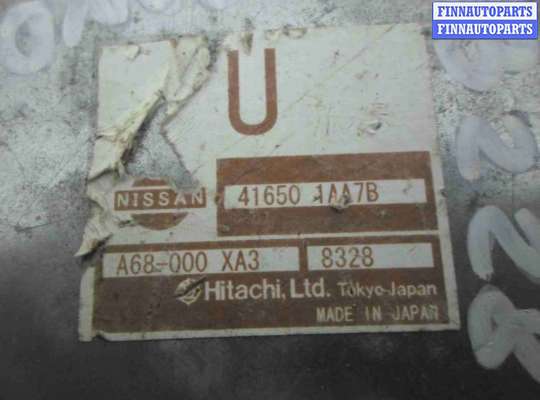 FINNAUTOPARTS
FINNAUTOPARTS
U
NISSAN
41650 1AA7B
A68-000 XA3 8328
Hitachi, Ltd. Tokyo-Japan
MADE IN JAPAN